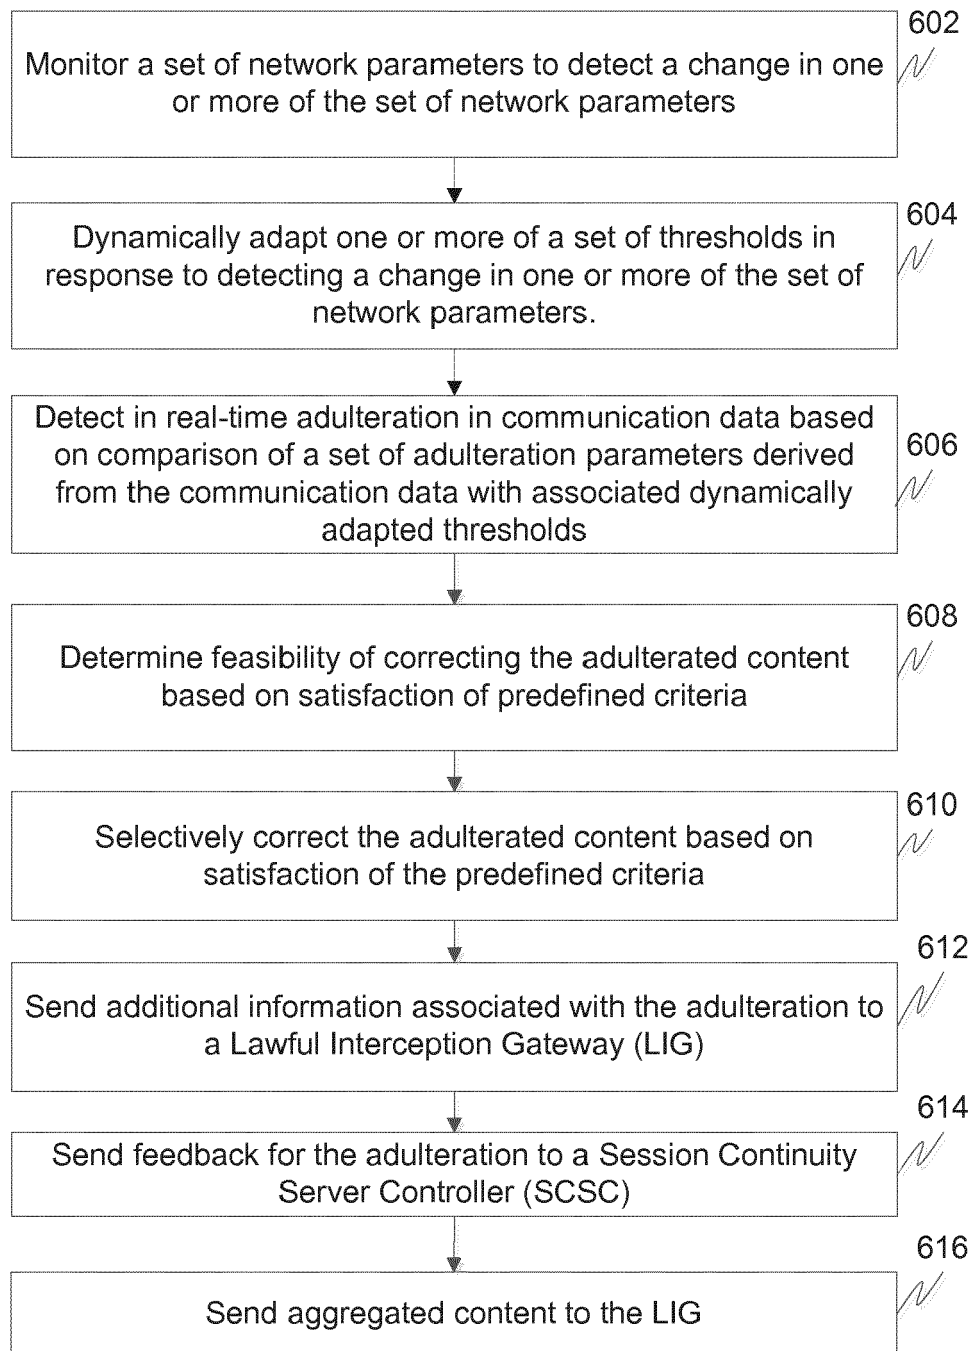 602
Monitor a set of network parameters to detect a change in one
or more of the set of network parameters
604
Dynamically adapt one or more of a set of thresholds in
response to detecting a change in one or more of the set of
network parameters.
Detect in real-time adulteration in communication data based
on comparison of a set of adulteration parameters derived
606
from the communication data with associated dynamically
adapted thresholds
608
Determine feasibility of correcting the adulterated content
based on satisfaction of predefined criteria
610
Selectively correct the adulterated content based on
satisfaction of the predefined criteria
612
Send additional information associated with the adulteration to
a Lawful Interception Gateway (LIG)
614
Send feedback for the adulteration to a Session Continuity
Server Controller (SCSC)
616
Send aggregated content to the LIG